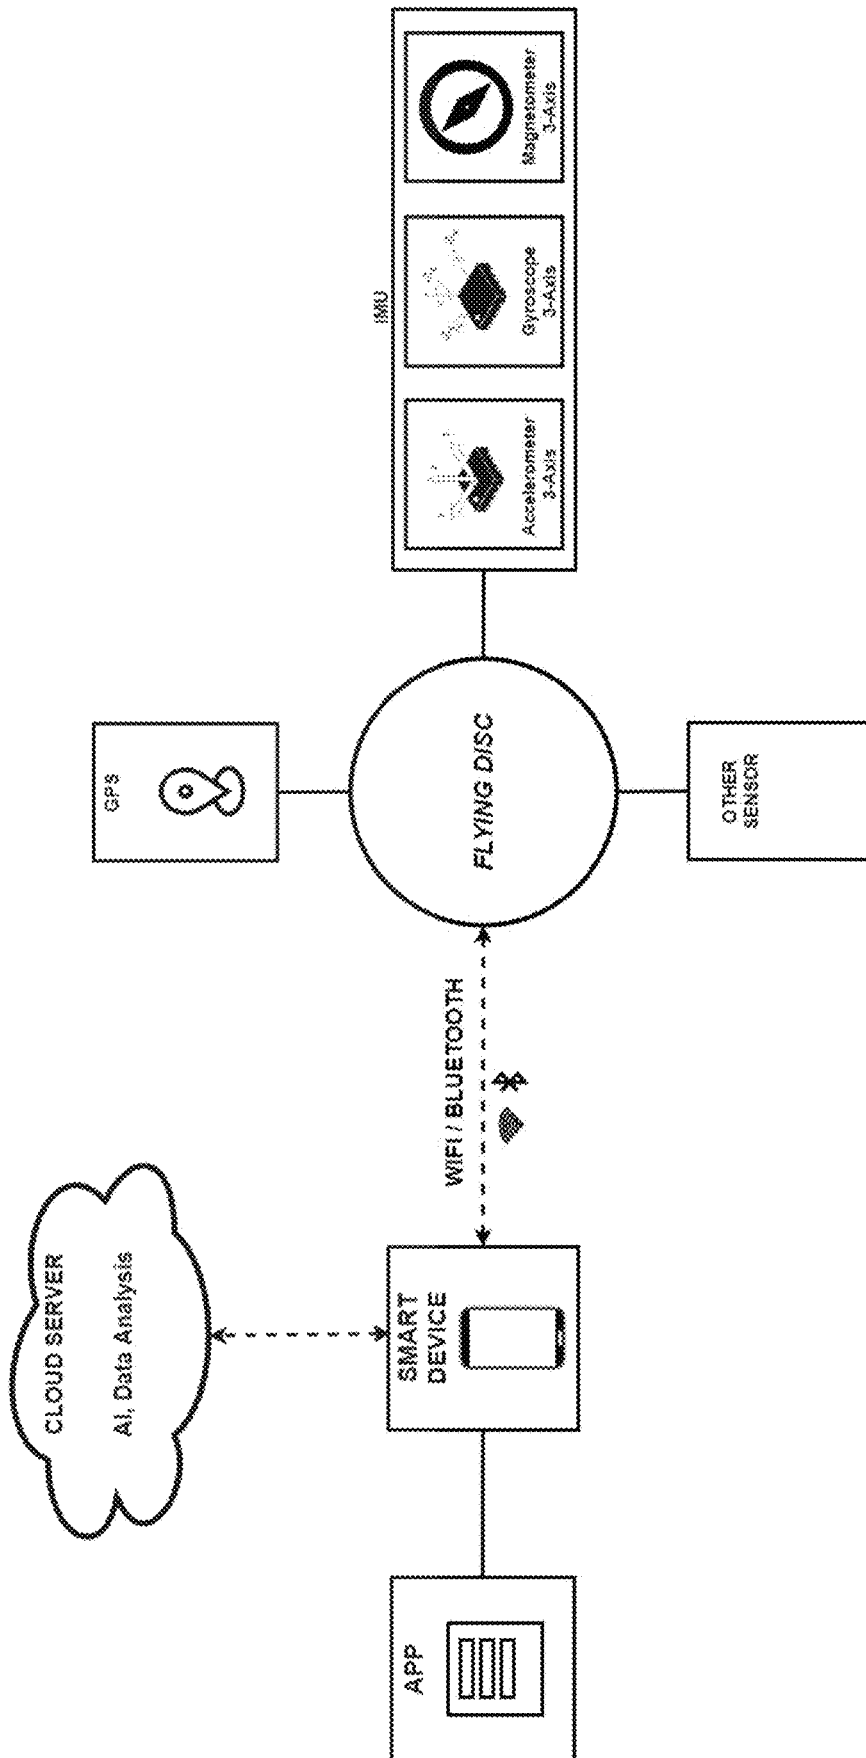 CLOUD SERVER
AI, Data Analysis
GPS
APP
SMART
DEVICE
WIFI / BLUETOOTH
FLYING DISC
IMU
Accelerometer
3-Axis
Gyroscope
3-Axis
Magnetometer
3-Axis
OTHER
SENSOR